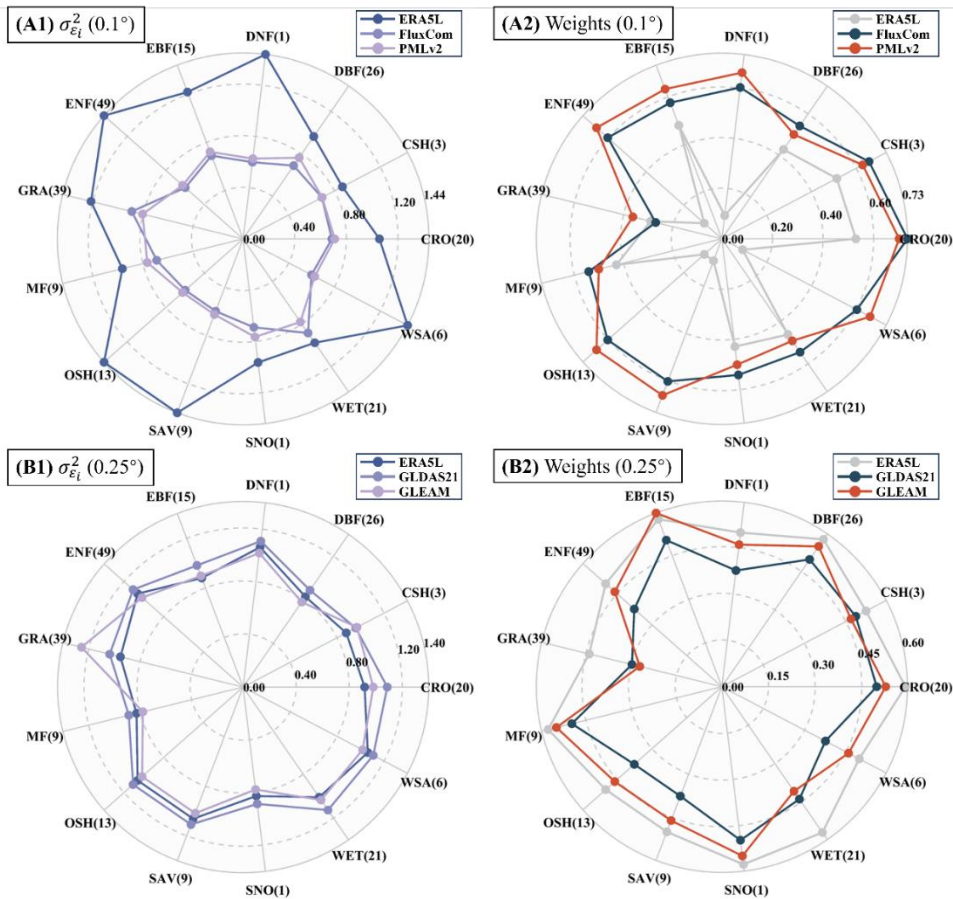 (A1) σ²εᵢ (0.1°)
ERA5L
FluxCom
PMLv2
DNF(1)
EBF(15)
DBF(26)
ENF(49)
CSH(3)
GRA(39)
1.44
1.20
0.80
0.40
0.00
CRO(20)
MF(9)
WSA(6)
OSH(13)
WET(21)
SAV(9)
SNO(1)
(A2) Weights (0.1°)
ERA5L
FluxCom
PMLv2
DNF(1)
EBF(15)
DBF(26)
ENF(49)
CSH(3)
GRA(39)
0.73
0.60
0.40
0.20
0.00
CRO(20)
MF(9)
WSA(6)
OSH(13)
WET(21)
SAV(9)
SNO(1)
(B1) σ²εᵢ (0.25°)
ERA5L
GLDAS21
GLEAM
DNF(1)
EBF(15)
DBF(26)
ENF(49)
CSH(3)
GRA(39)
1.40
1.20
0.80
0.40
0.00
CRO(20)
MF(9)
WSA(6)
OSH(13)
WET(21)
SAV(9)
SNO(1)
(B2) Weights (0.25°)
ERA5L
GLDAS21
GLEAM
DNF(1)
EBF(15)
DBF(26)
ENF(49)
CSH(3)
GRA(39)
0.60
0.45
0.30
0.15
0.00
CRO(20)
MF(9)
WSA(6)
OSH(13)
WET(21)
SAV(9)
SNO(1)